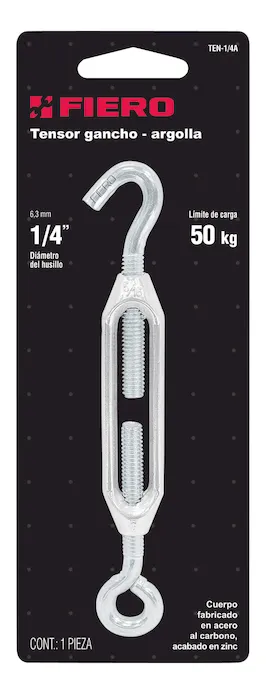 TEN-1/4A
FIERO
Tensor gancho - argolla
FIERO
6,3 mm
1/4”
Diámetro
del husillo
Límite de carga
50 kg
Cuerpo
fabricado
en acero
al carbono,
acabado en zinc
CONT.: 1 PIEZA